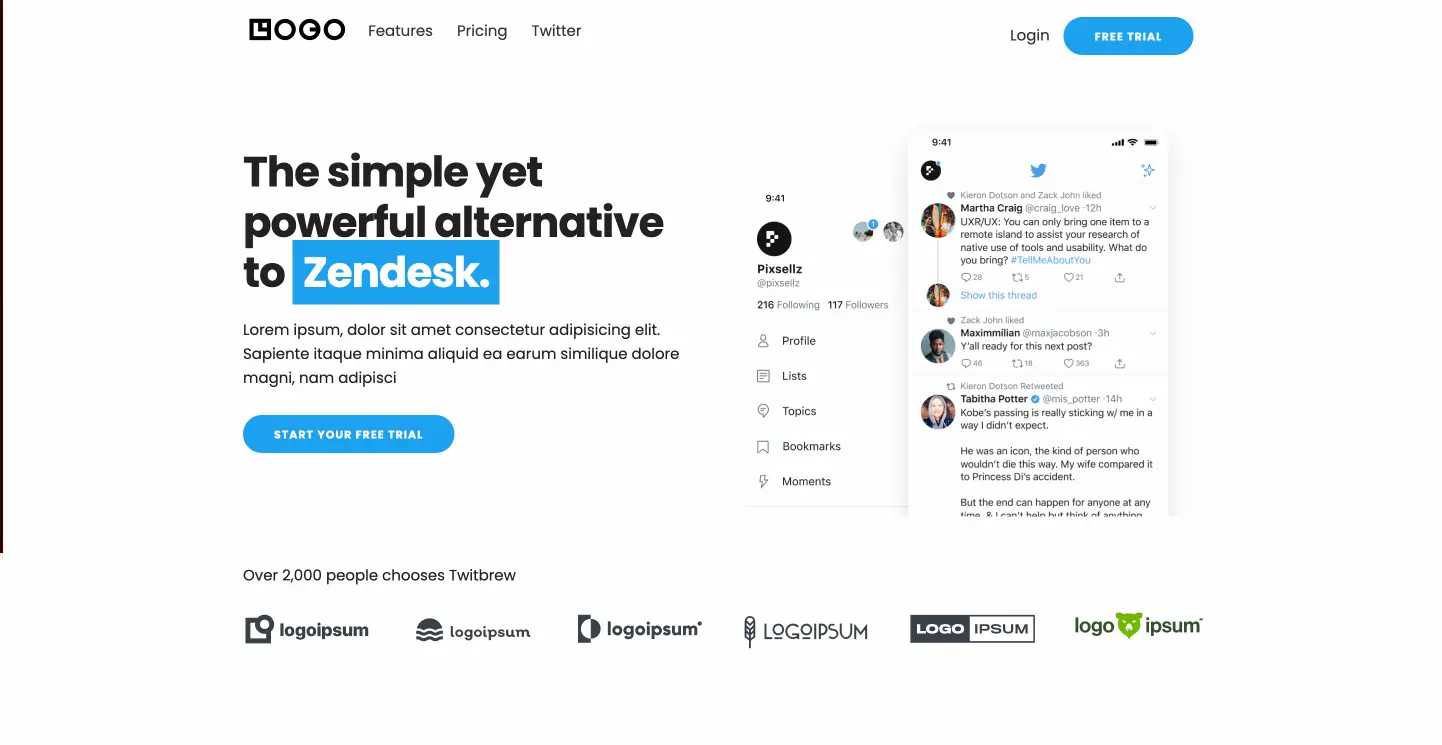 LOGO
Features Pricing Twitter
Login
FREE TRIAL
The simple yet
powerful alternative
to Zendesk.
Lorem ipsum, dolor sit amet consectetur adipisicing elit.
Sapiente itaque minima aliquid ea earum similique dolore
magni, nam adipisci
START YOUR FREE TRIAL
9:41
1
Pixsellz
@pixsellz
216 Following 117 Followers
Profile
Lists
Topics
Bookmarks
Moments
9:41
Kieron Dotson and Zack John liked
Martha Craig @craig_love ·12h
UXR/UX: You can only bring one item to a
remote island to assist your research of
native use of tools and usability. What do
you bring? #TellMeAboutYou
28 5 21
Show this thread
Zack John liked
Maximmilian @maxjacobson ·3h
Y'all ready for this next post?
46 18 363
Kieron Dotson Retweeted
Tabitha Potter @mis_potter ·14h
Kobe's passing is really sticking w/ me in a
way I didn't expect.
He was an icon, the kind of person who
wouldn't die this way. My wife compared it
to Princess Di's accident.
But the end can happen for anyone at any
time, & I can't help but think of anything
Over 2,000 people chooses Twitbrew
logoipsum
logoipsum
logoipsum
LOGOIPSUM
LOGO IPSUM
logo ipsum